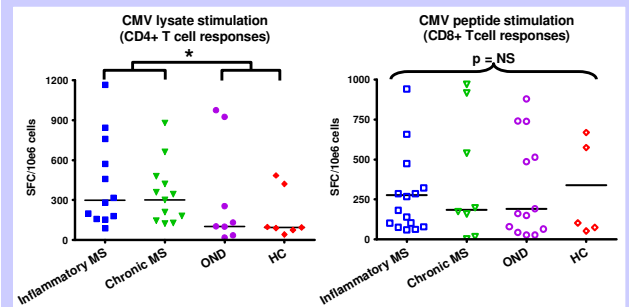 CMV lysate stimulation
(CD4+ T cell responses)
*
SFC/10e6 cells
1200
900
600
300
0
Inflammatory MS
Chronic MS
OND
HC
CMV peptide stimulation
(CD8+ Tcell responses)
p = NS
SFC/10e6 cells
1000
750
500
250
0
Inflammatory MS
Chronic MS
OND
HC